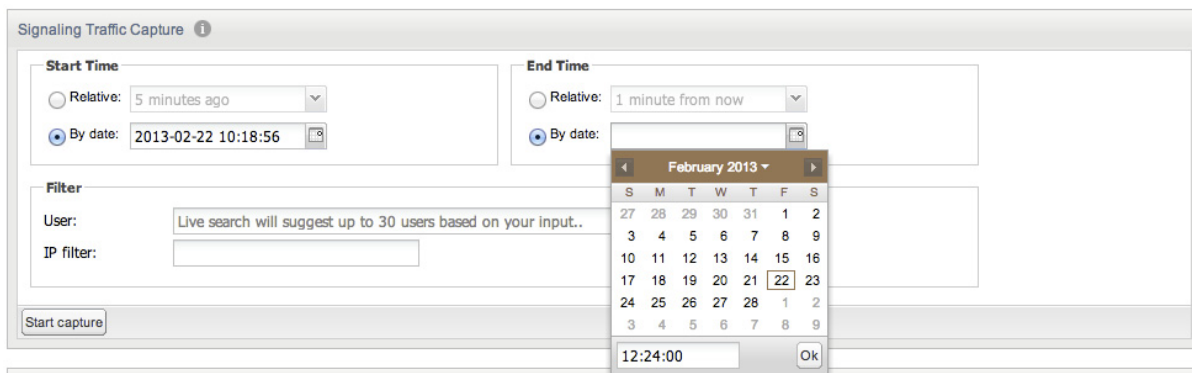 Signaling Traffic Capture i
Start Time
Relative: 5 minutes ago
By date: 2013-02-22 10:18:56
End Time
Relative: 1 minute from now
By date:
February 2013
S M T W T F S
27 28 29 30 31 1 2
3 4 5 6 7 8 9
10 11 12 13 14 15 16
17 18 19 20 21 22 23
24 25 26 27 28 1 2
3 4 5 6 7 8 9
12:24:00 Ok
Filter
User: Live search will suggest up to 30 users based on your input..
IP filter:
Start capture